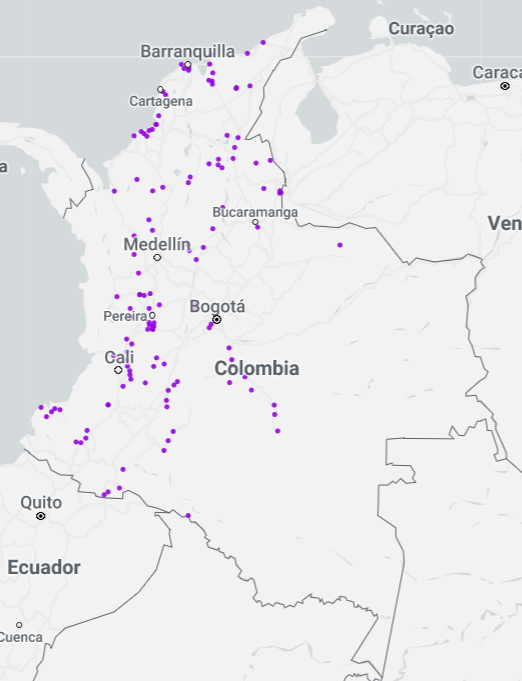 Curaçao
Barranquilla
Caraca
Cartagena
a
Bucaramanga
Ven
Medellín
Bogotá
Pereira
Cali
Colombia
Quito
Ecuador
Cuenca